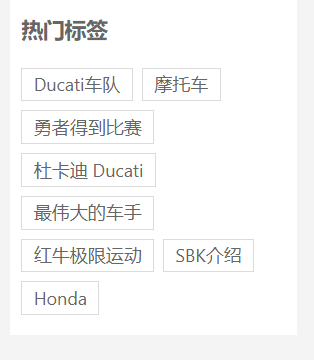 热门标签
Ducati车队 摩托车
勇者得到比赛
杜卡迪 Ducati
最伟大的车手
红牛极限运动 SBK介绍
Honda